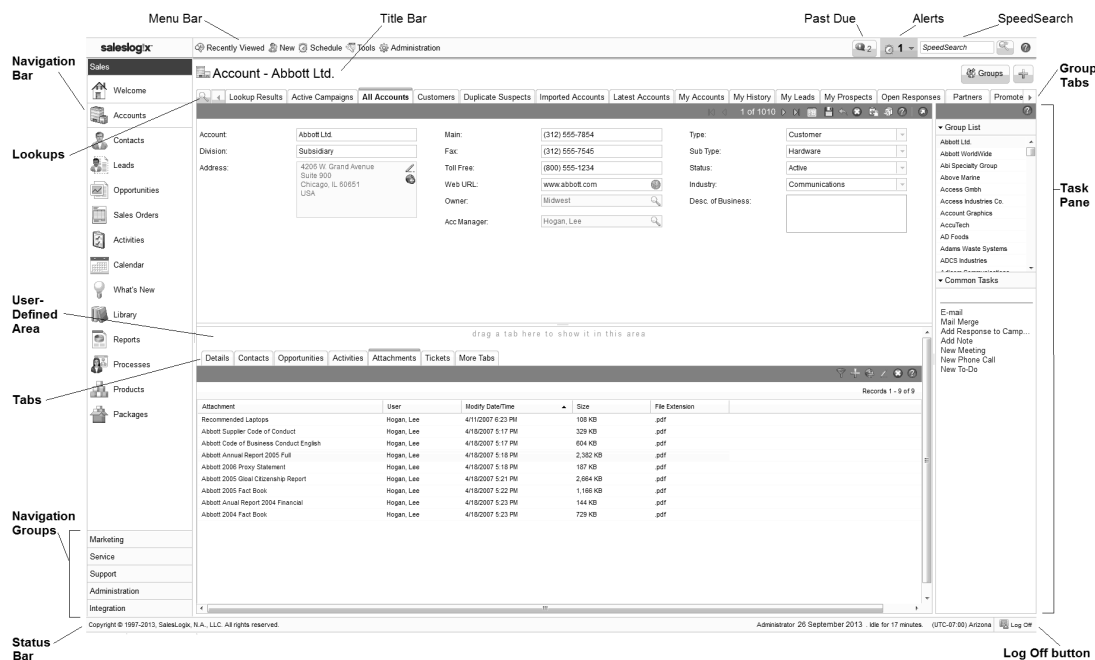 Menu Bar
Title Bar
Past Due
Alerts
SpeedSearch
saleslogix
Recently Viewed New Schedule Tools Administration
2
1
SpeedSearch
Navigation Bar
Sales
Account - Abbott Ltd.
Groups
Group Tabs
Welcome
Lookup Results Active Campaigns All Accounts Customers Duplicate Suspects Imported Accounts Latest Accounts My Accounts My History My Leads My Prospects Open Responses Partners Promote
Accounts
1 of 1010
Contacts
Leads
Opportunities
Sales Orders
Activities
Calendar
What's New
Library
Reports
Processes
Products
Packages
Lookups
Account: Abbott Ltd.
Division: Subsidiary
Address: 4206 W. Grand Avenue
Suite 900
Chicago, IL 60651
USA
Main: (312) 555-7854
Fax: (312) 555-7545
Toll Free: (800) 555-1234
Web URL: www.abbott.com
Owner: Midwest
Acc Manager: Hogan, Lee
Type: Customer
Sub Type: Hardware
Status: Active
Industry: Communications
Desc. of Business:
Group List
Abbott Ltd.
Abbott WorldWide
Abi Specialty Group
Above Marine
Access Gmbh
Access Industries Co.
Account Graphics
AccuTech
AD Foods
Adams Waste Systems
ADCS Industries
Task Pane
Common Tasks
E-mail
Mail Merge
Add Response to Camp...
Add Note
New Meeting
New Phone Call
New To-Do
User-Defined Area
drag a tab here to show it in this area
Details Contacts Opportunities Activities Attachments Tickets More Tabs
Tabs
Records 1 - 9 of 9
Attachment User Modify Date/Time Size File Extension
Recommended Laptops Hogan, Lee 4/11/2007 6:23 PM 108 KB .pdf
Abbott Supplier Code of Conduct Hogan, Lee 4/18/2007 5:17 PM 329 KB .pdf
Abbott Code of Business Conduct English Hogan, Lee 4/18/2007 5:17 PM 604 KB .pdf
Abbott Annual Report 2005 Full Hogan, Lee 4/18/2007 5:18 PM 2,382 KB .pdf
Abbott 2006 Proxy Statement Hogan, Lee 4/18/2007 5:18 PM 187 KB .pdf
Abbott 2005 Gloal Citizenship Report Hogan, Lee 4/18/2007 5:21 PM 2,664 KB .pdf
Abbott 2005 Fact Book Hogan, Lee 4/18/2007 5:22 PM 1,166 KB .pdf
Abbott Anual Report 2004 Financial Hogan, Lee 4/18/2007 5:23 PM 144 KB .pdf
Abbott 2004 Fact Book Hogan, Lee 4/18/2007 5:23 PM 729 KB .pdf
Navigation Groups
Marketing
Service
Support
Administration
Integration
Copyright © 1997-2013, SalesLogix, N.A., LLC. All rights reserved.
Administrator 26 September 2013 . Idle for 17 minutes. (UTC-07:00) Arizona Log Off
Status Bar
Log Off button